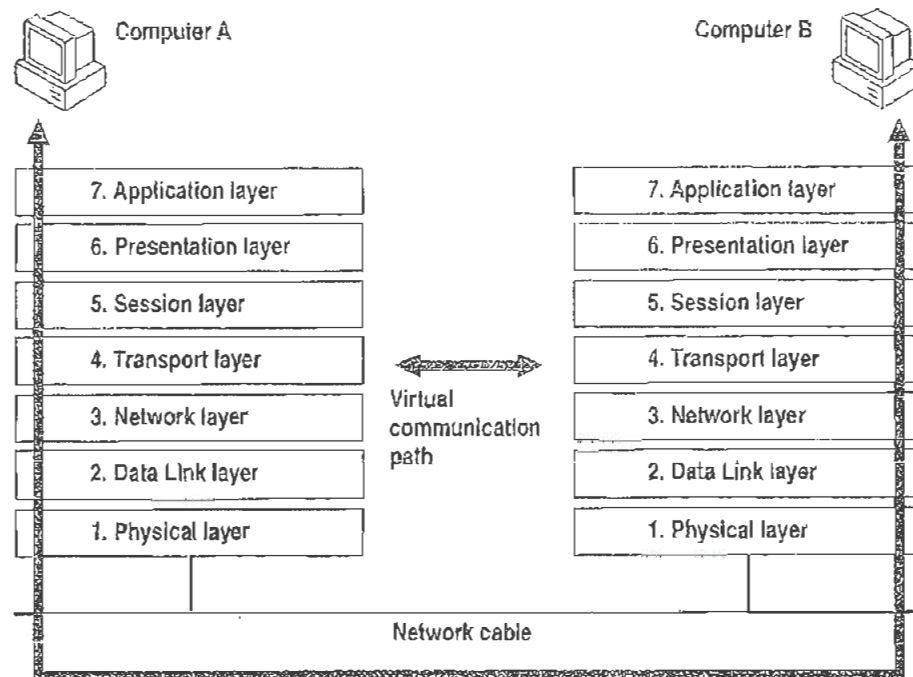 Computer A
Computer B
7. Application layer
6. Presentation layer
5. Session layer
4. Transport layer
3. Network layer
2. Data Link layer
1. Physical layer
Virtual
communication
path
7. Application layer
6. Presentation layer
5. Session layer
4. Transport layer
3. Network layer
2. Data Link layer
1. Physical layer
Network cable